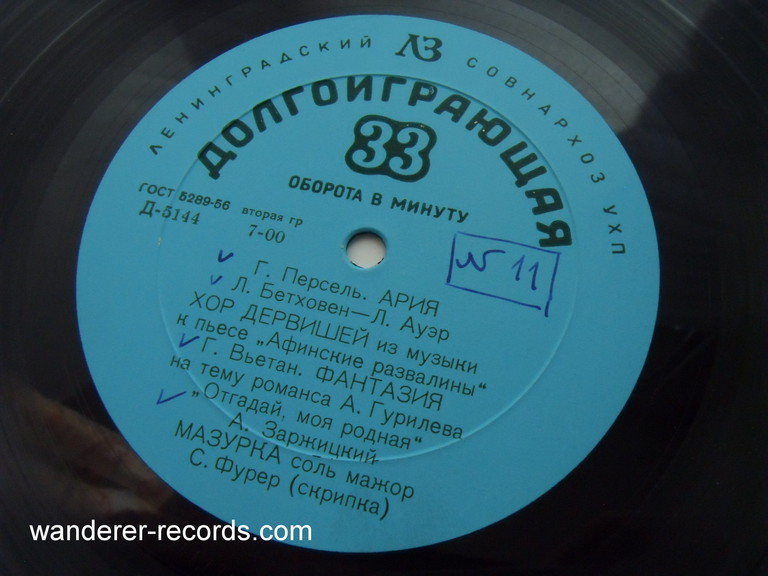 ЛЕНИНГРАДСКИЙ ЛЗ СОВНАРХОЗ УХП
ДОЛГОИГРАЮЩАЯ
33
ОБОРОТА В МИНУТУ
ГОСТ 5289-56
Д-5144
вторая гр
7-00
№ 11
Г. Персель. АРИЯ
Л. Бетховен—Л. Ауэр
ХОР ДЕРВИШЕЙ из музыки
к пьесе „Афинские развалины“
Г. Вьетан. ФАНТАЗИЯ
на тему романса А. Гурилева
„Отгадай, моя родная“
А. Заржицкий
МАЗУРКА соль мажор
С. Фурер (скрипка)
wanderer-records.com